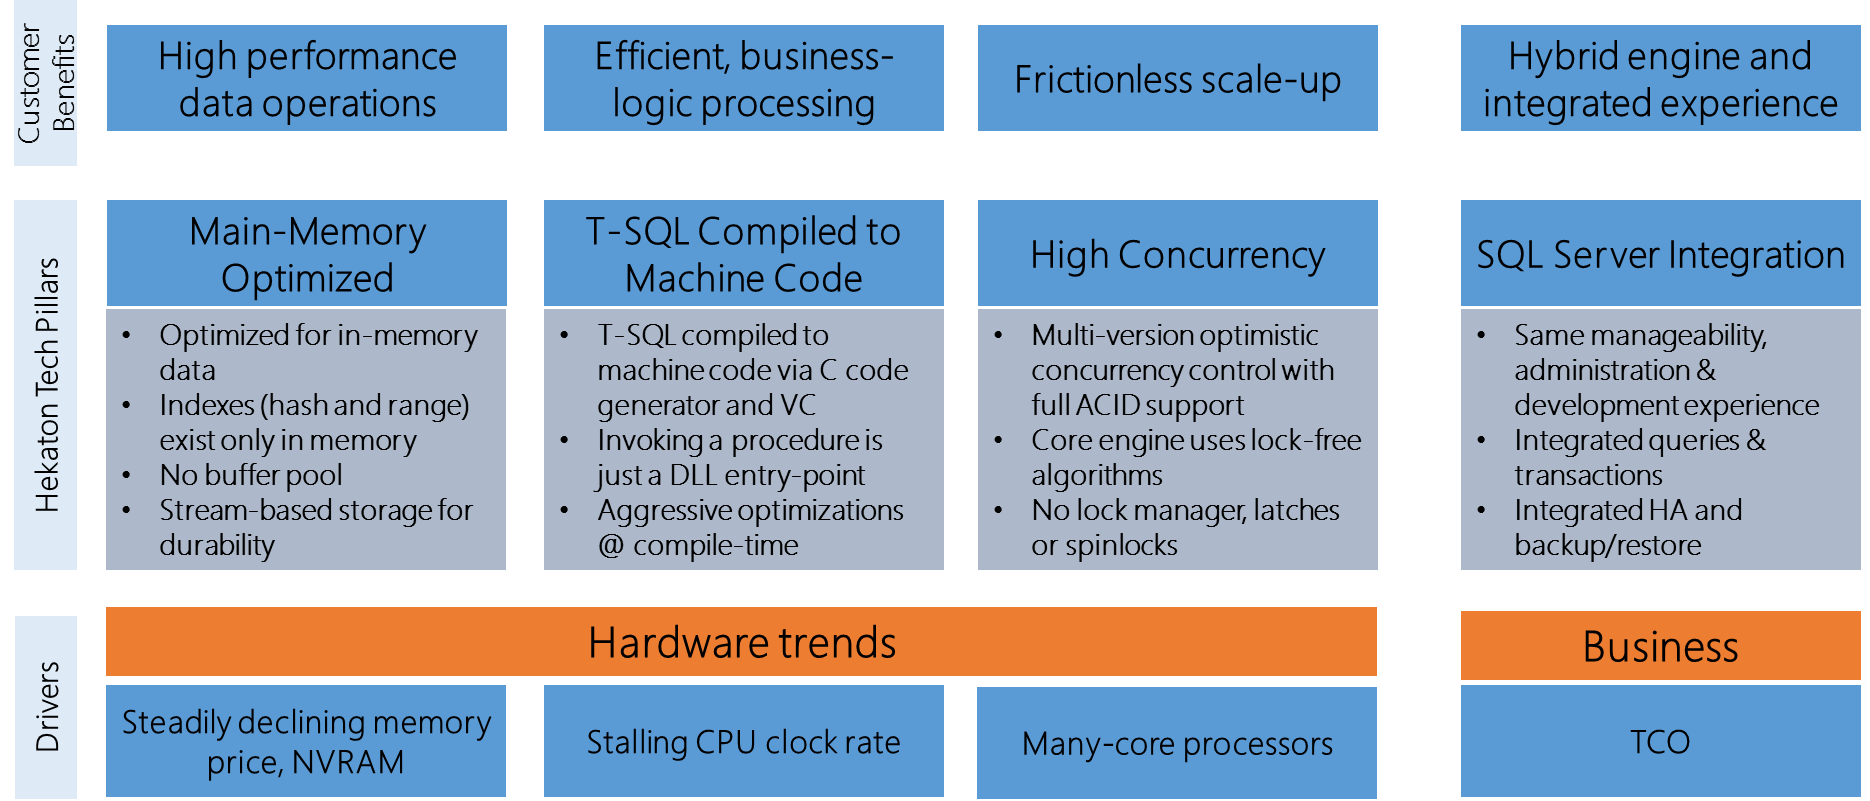 Customer
Benefits
High performance
data operations
Efficient, business-
logic processing
Frictionless scale-up
Hybrid engine and
integrated experience
Hekaton Tech Pillars
Main-Memory
Optimized
• Optimized for in-memory
data
• Indexes (hash and range)
exist only in memory
• No buffer pool
• Stream-based storage for
durability
T-SQL Compiled to
Machine Code
• T-SQL compiled to
machine code via C code
generator and VC
• Invoking a procedure is
just a DLL entry-point
• Aggressive optimizations
@ compile-time
High Concurrency
• Multi-version optimistic
concurrency control with
full ACID support
• Core engine uses lock-free
algorithms
• No lock manager, latches
or spinlocks
SQL Server Integration
• Same manageability,
administration &
development experience
• Integrated queries &
transactions
• Integrated HA and
backup/restore
Drivers
Hardware trends
Business
Steadily declining memory
price, NVRAM
Stalling CPU clock rate
Many-core processors
TCO